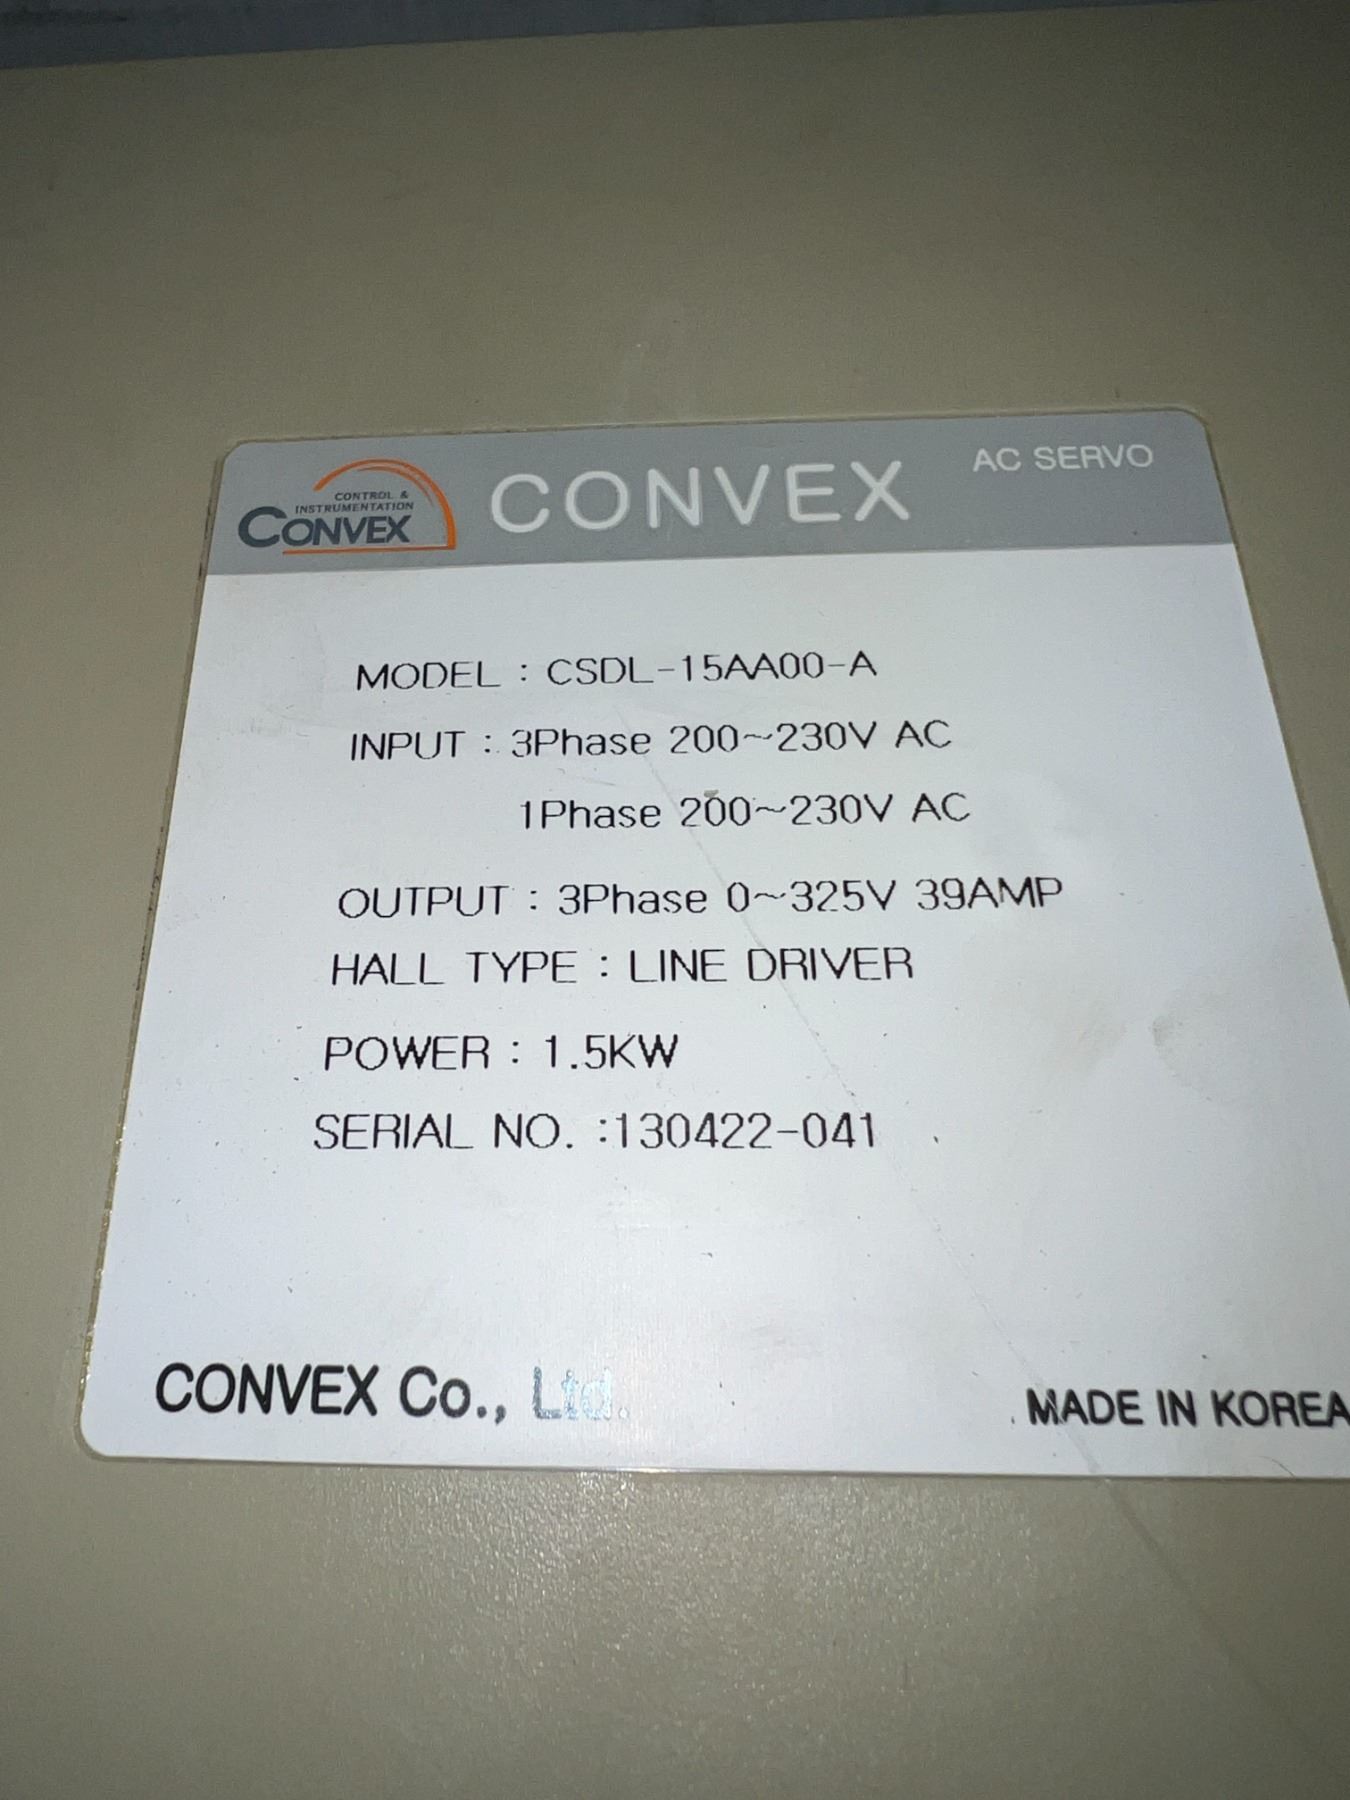 CONTROL &
INSTRUMENTATION
CONVEX
CONVEX
AC SERVO
MODEL : CSDL-15AA00-A
INPUT : 3Phase 200~230V AC
1Phase 200~230V AC
OUTPUT : 3Phase 0~325V 39AMP
HALL TYPE : LINE DRIVER
POWER : 1.5KW
SERIAL NO. :130422-041
CONVEX Co., Ltd.
MADE IN KOREA